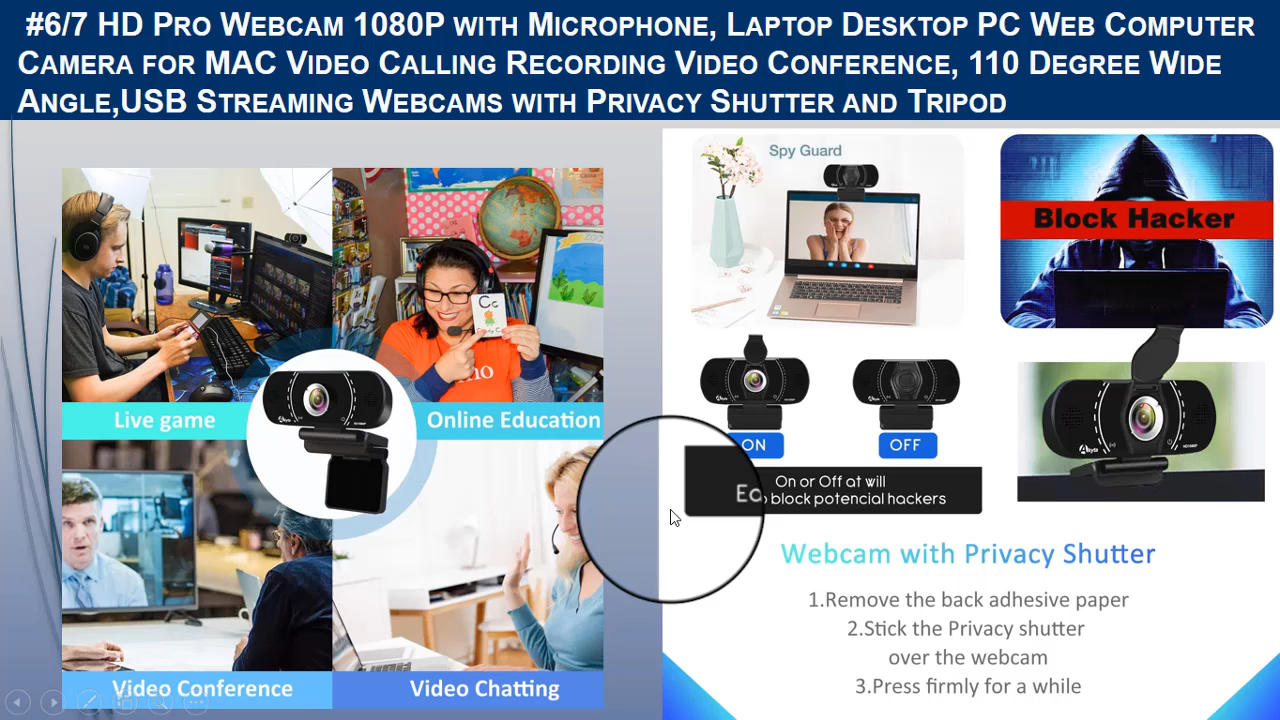 #6/7 HD PRO WEBCAM 1080P WITH MICROPHONE, LAPTOP DESKTOP PC WEB COMPUTER
CAMERA FOR MAC VIDEO CALLING RECORDING VIDEO CONFERENCE, 110 DEGREE WIDE
ANGLE,USB STREAMING WEBCAMS WITH PRIVACY SHUTTER AND TRIPOD
Live game
Online Education
Video Conference
Video Chatting
Cc
Spy Guard
Block Hacker
ON
OFF
On or Off at will
block potencial hackers
Webcam with Privacy Shutter
1.Remove the back adhesive paper
2.Stick the Privacy shutter
over the webcam
3.Press firmly for a while